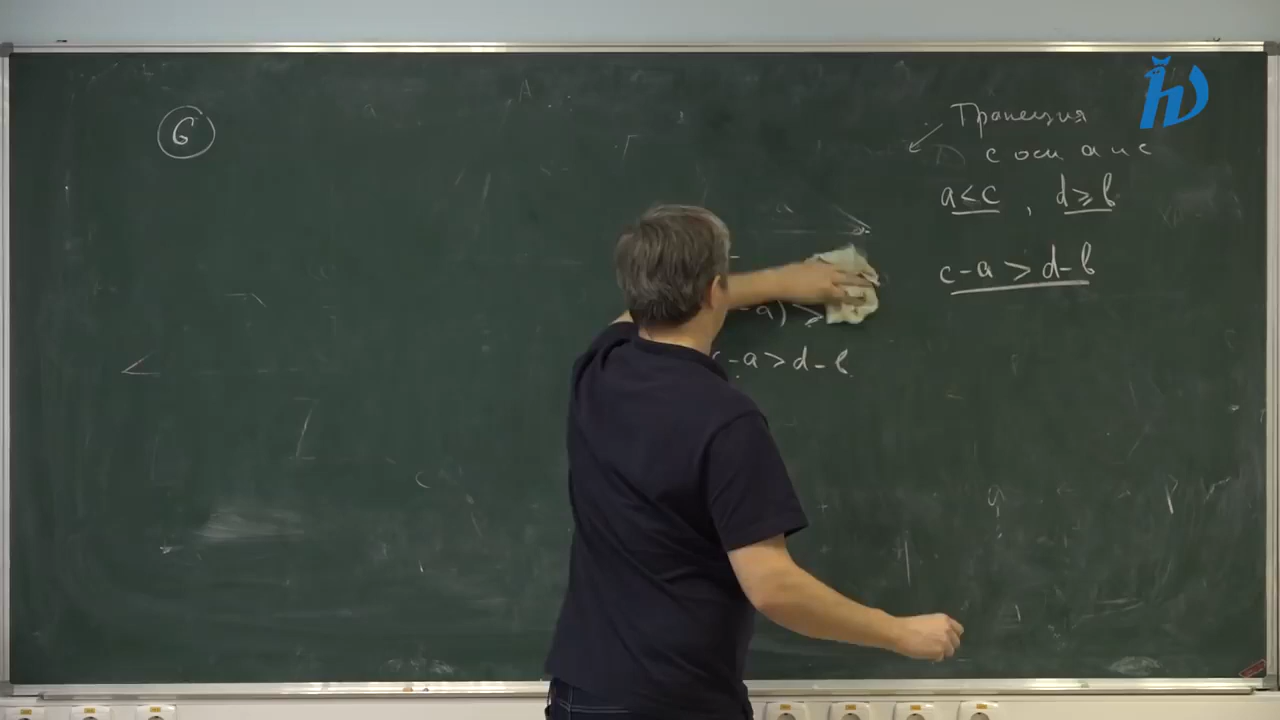 6
Трапеция
с осн a и c
a<c , d⩾b
c-a > d-b
-a) ⩾
c-a>d-b